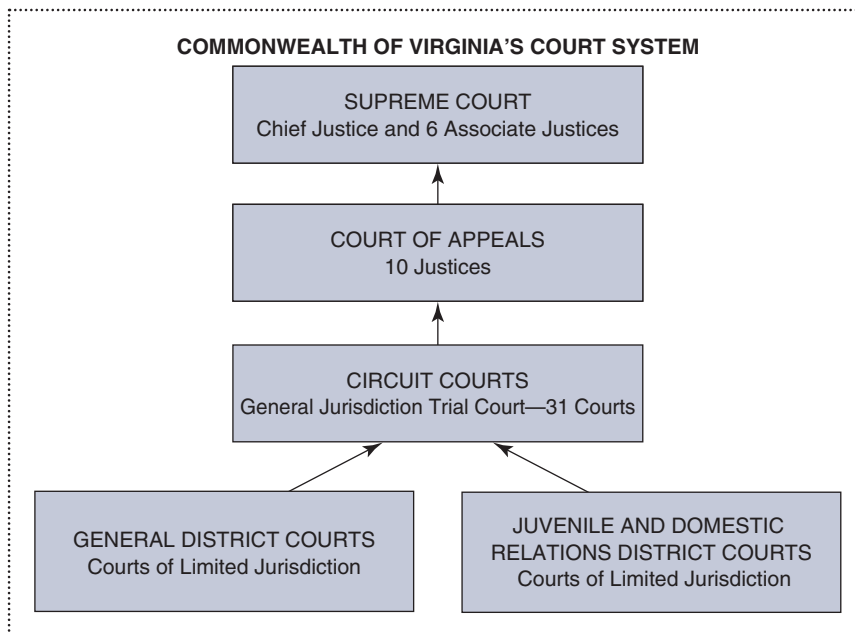 COMMONWEALTH OF VIRGINIA'S COURT SYSTEM
SUPREME COURT
Chief Justice and 6 Associate Justices
COURT OF APPEALS
10 Justices
CIRCUIT COURTS
General Jurisdiction Trial Court—31 Courts
GENERAL DISTRICT COURTS
Courts of Limited Jurisdiction
JUVENILE AND DOMESTIC
RELATIONS DISTRICT COURTS
Courts of Limited Jurisdiction